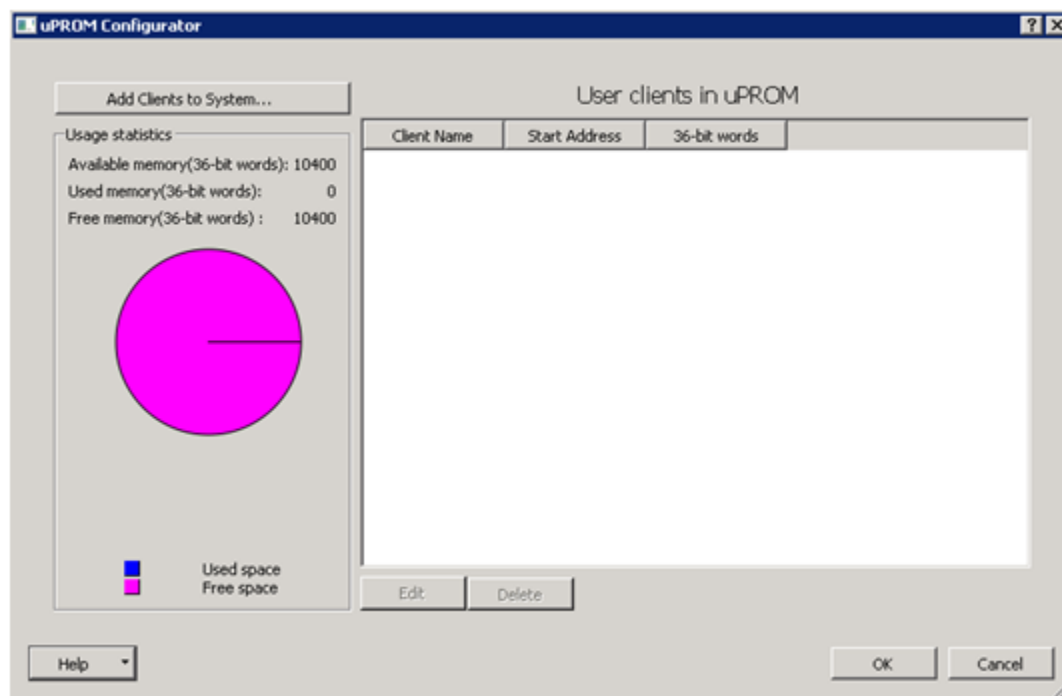 uPROM Configurator
Add Clients to System...
User clients in uPROM
Usage statistics
Client Name Start Address 36-bit words
Available memory(36-bit words): 10400
Used memory(36-bit words): 0
Free memory(36-bit words) : 10400
Used space
Free space
Edit Delete
Help OK Cancel